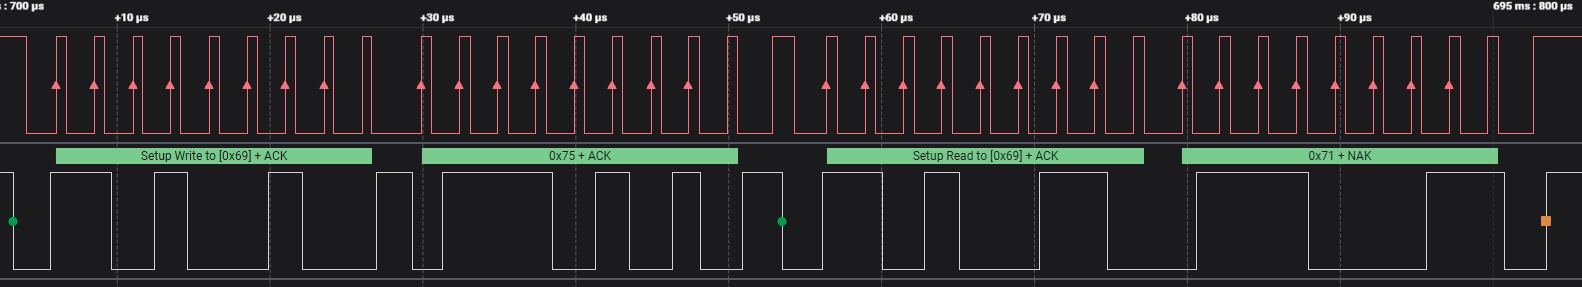 s : 700 µs
+10 µs +20 µs +30 µs +40 µs +50 µs +60 µs +70 µs +80 µs +90 µs 695 ms : 800 µs
Setup Write to [0x69] + ACK 0x75 + ACK Setup Read to [0x69] + ACK 0x71 + NAK